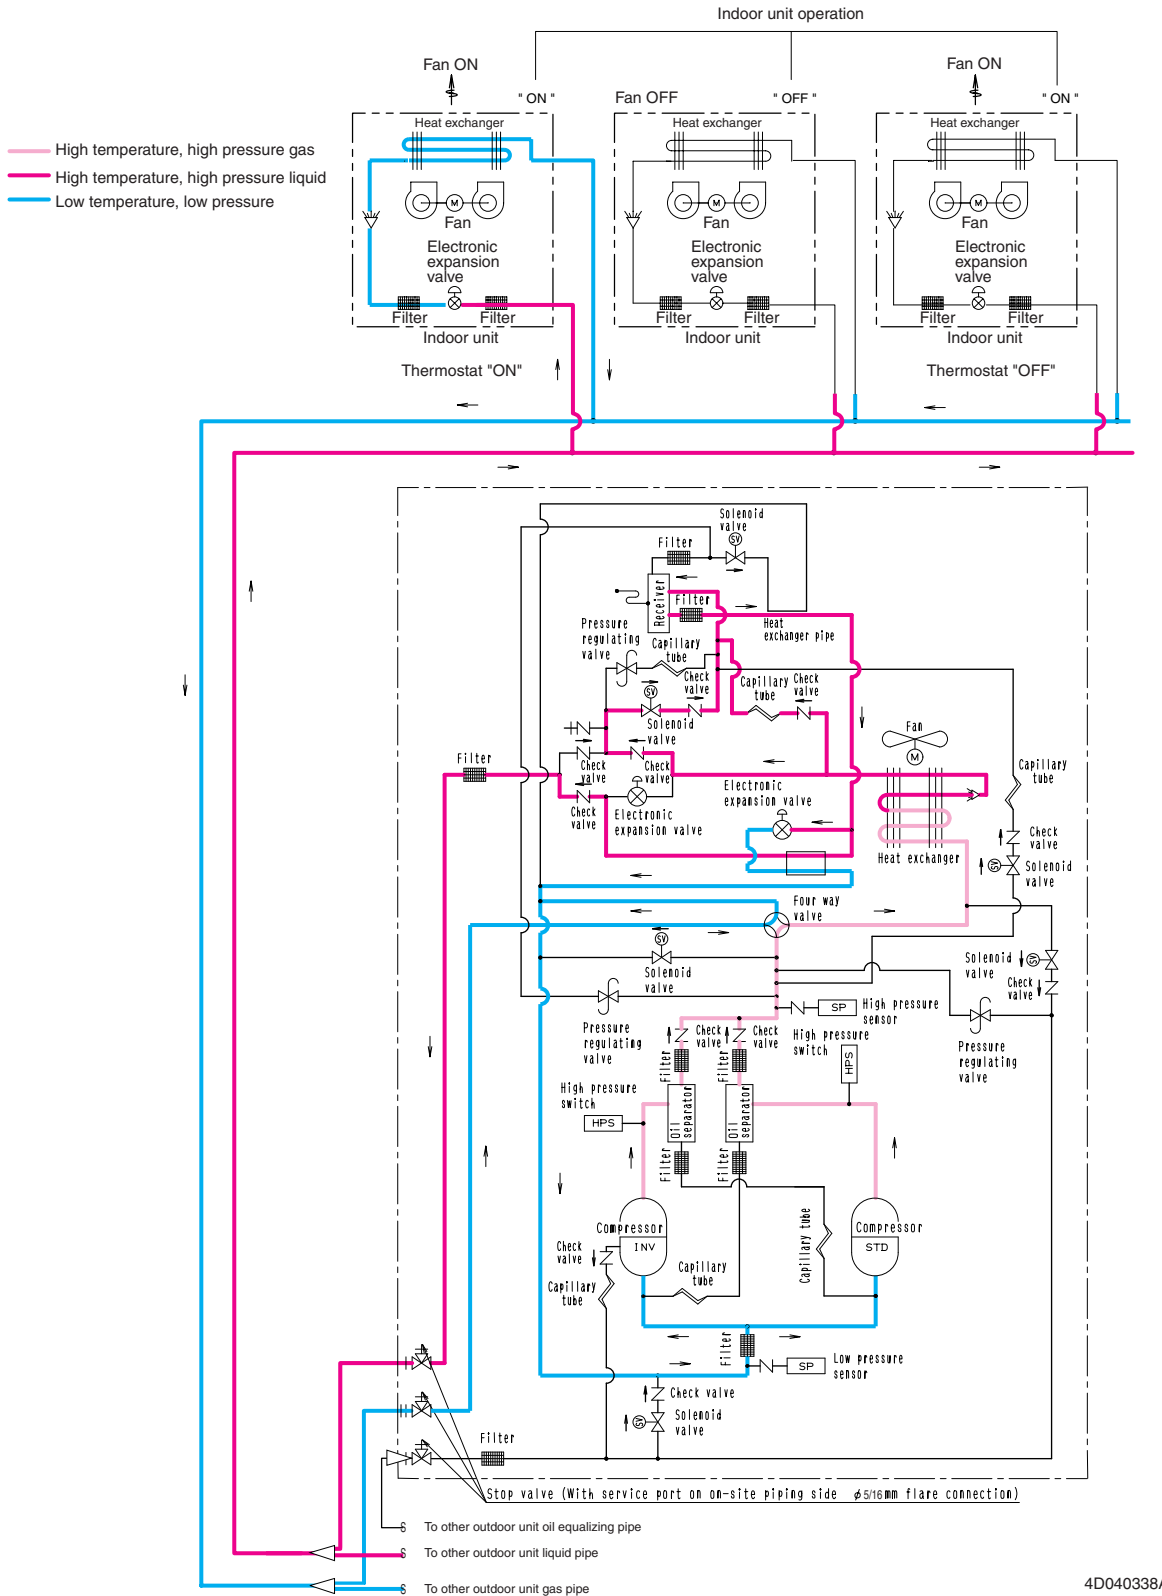 Indoor unit operation
Fan ON
" ON "
Fan OFF
" OFF "
Fan ON
" ON "
High temperature, high pressure gas
High temperature, high pressure liquid
Low temperature, low pressure
Heat exchanger
M
Fan
Electronic
expansion
valve
Filter
Filter
Indoor unit
Thermostat "ON"
Heat exchanger
M
Fan
Electronic
expansion
valve
Filter
Filter
Indoor unit
Heat exchanger
M
Fan
Electronic
expansion
valve
Filter
Filter
Indoor unit
Thermostat "OFF"
Solenoid
valve
SV
Filter
Receiver
Filter
Heat
exchanger pipe
Pressure
regulating
valve
Capillary
tube
SV
Check
valve
Solenoid
valve
Capillary
tube
Check
valve
Fan
M
Filter
Check
valve
Check
valve
Check
valve
Electronic
expansion valve
Electronic
expansion valve
Heat exchanger
Capillary
tube
Check
valve
SV
Solenoid
valve
Four way
valve
SV
Solenoid
valve
Solenoid
valve
SV
Check
valve
Pressure
regulating
valve
SP
High pressure
sensor
Pressure
regulating
valve
Check
valve
Check
valve
High pressure
switch
HPS
Filter
Filter
High pressure
switch
HPS
Oil
separator
Oil
separator
Filter
Filter
Compressor
INV
Compressor
STD
Check
valve
Capillary
tube
Capillary
tube
Capillary tube
Filter
SP
Low pressure
sensor
Check valve
SV
Solenoid
valve
Filter
Stop valve (With service port on on-site piping side ø5/16mm flare connection)
To other outdoor unit oil equalizing pipe
To other outdoor unit liquid pipe
To other outdoor unit gas pipe
4D040338